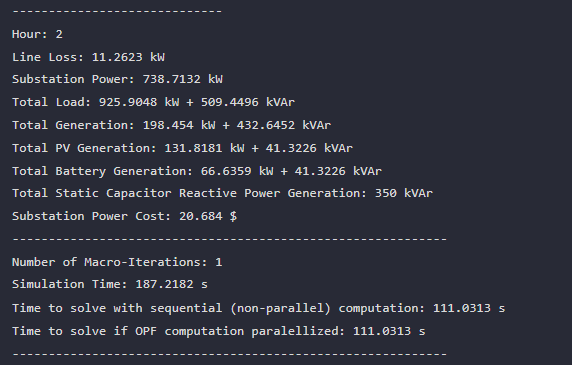 -----------------------------
Hour: 2
Line Loss: 11.2623 kW
Substation Power: 738.7132 kW
Total Load: 925.9048 kW + 509.4496 kVAr
Total Generation: 198.454 kW + 432.6452 kVAr
Total PV Generation: 131.8181 kW + 41.3226 kVAr
Total Battery Generation: 66.6359 kW + 41.3226 kVAr
Total Static Capacitor Reactive Power Generation: 350 kVAr
Substation Power Cost: 20.684 $
------------------------------------------------------------
Number of Macro-Iterations: 1
Simulation Time: 187.2182 s
Time to solve with sequential (non-parallel) computation: 111.0313 s
Time to solve if OPF computation paralellized: 111.0313 s
------------------------------------------------------------